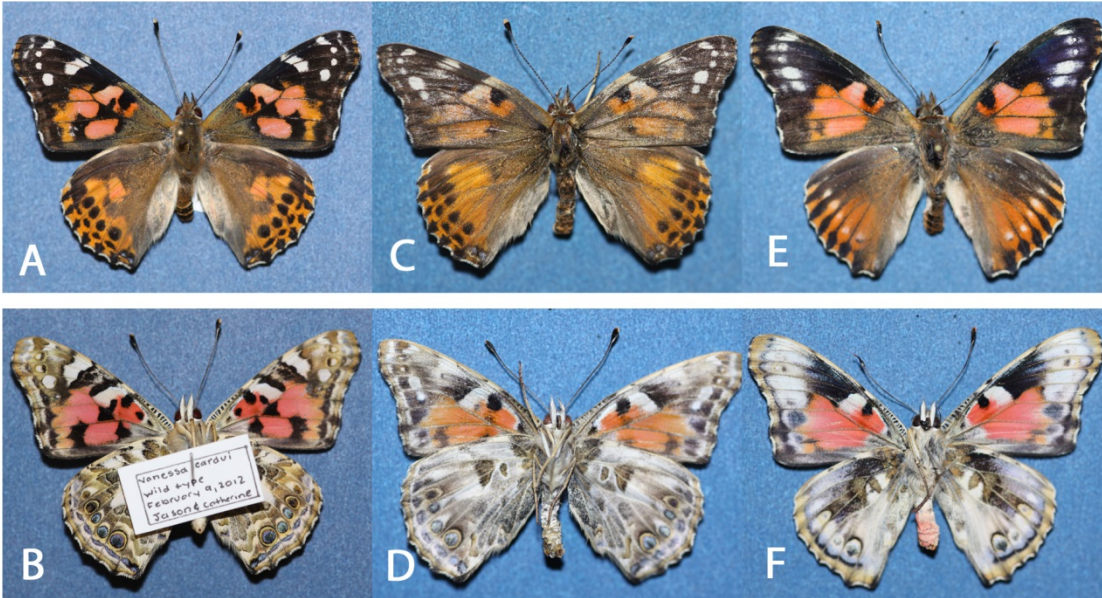 A
C
E
B
Vanessa cardui
wild type
February 9, 2012
Jason & Catherine
D
F